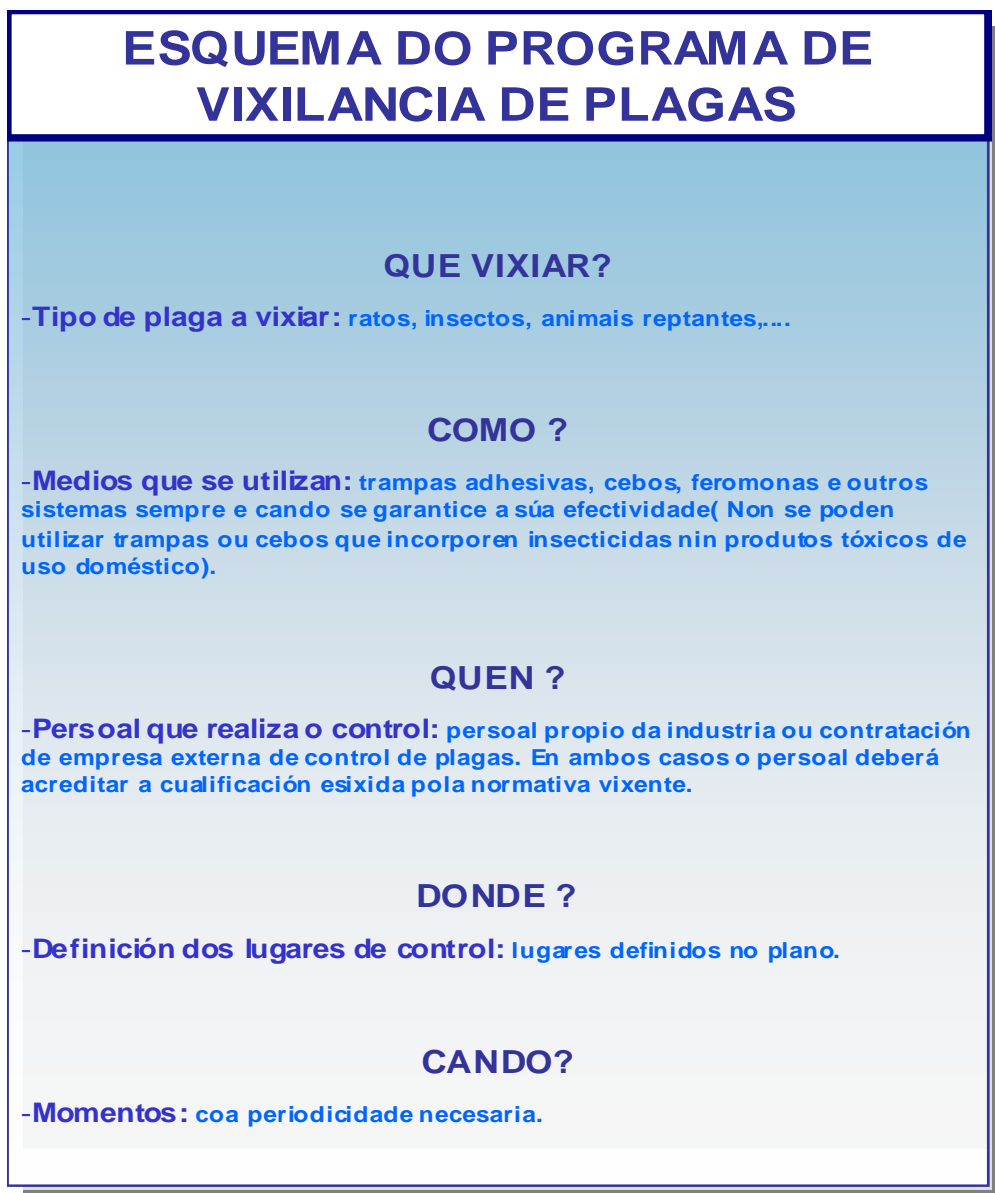 ESQUEMA DO PROGRAMA DE
VIXILANCIA DE PLAGAS
QUE VIXIAR?
-Tipo de plaga a vixiar: ratos, insectos, animais reptantes,....
COMO ?
-Medios que se utilizan: trampas adhesivas, cebos, feromonas e outros
sistemas sempre e cando se garantice a súa efectividade( Non se poden
utilizar trampas ou cebos que incorporen insecticidas nin produtos tóxicos de
uso doméstico).
QUEN ?
-Persoal que realiza o control: persoal propio da industria ou contratación
de empresa externa de control de plagas. En ambos casos o persoal deberá
acreditar a cualificación esixida pola normativa vixente.
DONDE ?
-Definición dos lugares de control: lugares definidos no plano.
CANDO?
-Momentos: coa periodicidade necesaria.